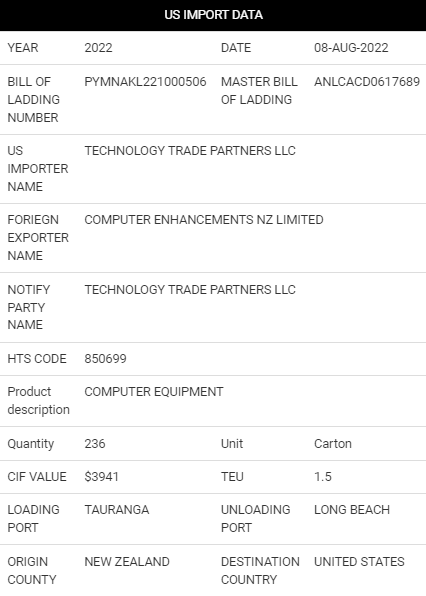 US IMPORT DATA
YEAR 2022 DATE 08-AUG-2022
BILL OF LADDING NUMBER PYMNAKL221000506 MASTER BILL OF LADDING ANLCACD0617689
US IMPORTER NAME TECHNOLOGY TRADE PARTNERS LLC
FORIEGN EXPORTER NAME COMPUTER ENHANCEMENTS NZ LIMITED
NOTIFY PARTY NAME TECHNOLOGY TRADE PARTNERS LLC
HTS CODE 850699
Product description COMPUTER EQUIPMENT
Quantity 236 Unit Carton
CIF VALUE $3941 TEU 1.5
LOADING PORT TAURANGA UNLOADING PORT LONG BEACH
ORIGIN COUNTY NEW ZEALAND DESTINATION COUNTRY UNITED STATES